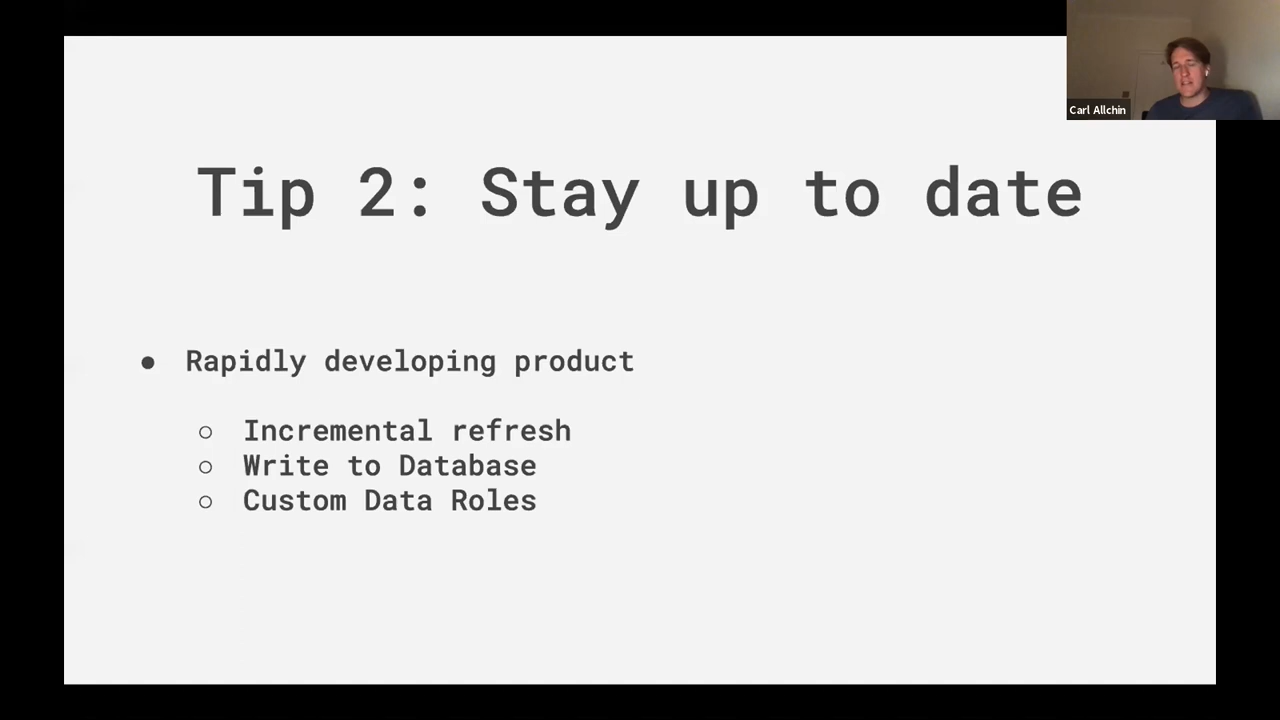 Carl Allchin
Tip 2: Stay up to date
● Rapidly developing product
○ Incremental refresh
○ Write to Database
○ Custom Data Roles